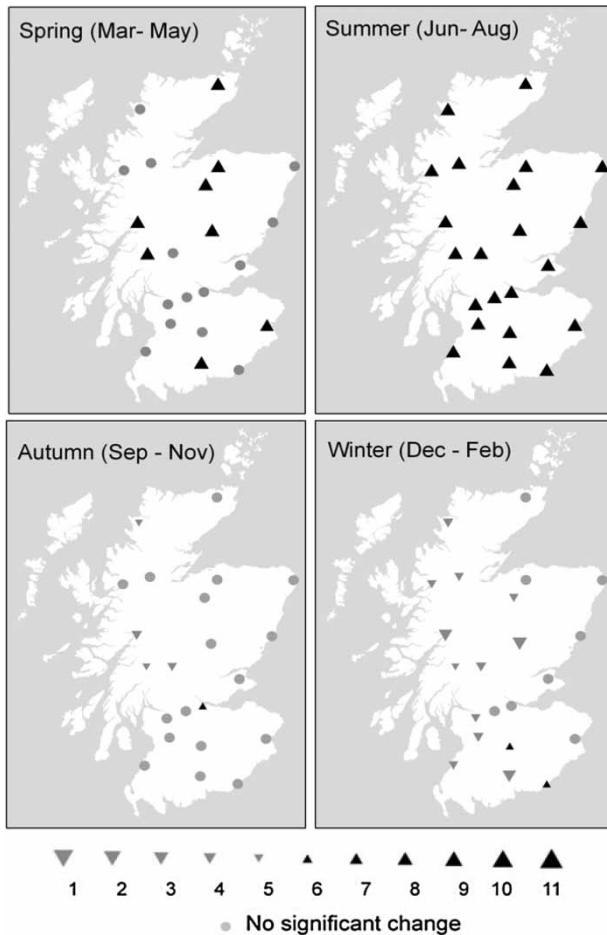 Spring (Mar- May)
Summer (Jun- Aug)
Autumn (Sep - Nov)
Winter (Dec - Feb)
1 2 3 4 5 6 7 8 9 10 11
No significant change